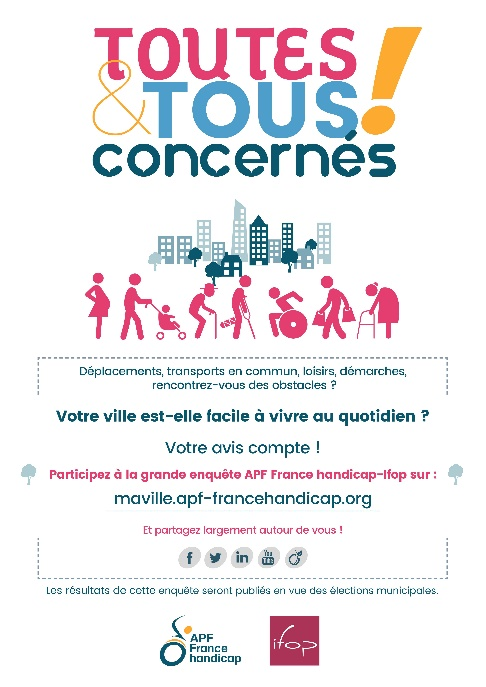 TOUTES
&TOUS!
concernés
Déplacements, transports en commun, loisirs, démarches,
rencontrez-vous des obstacles ?
Votre ville est-elle facile à vivre au quotidien ?
Votre avis compte !
Participez à la grande enquête APF France handicap-Ifop sur :
maville.apf-francehandicap.org
Et partagez largement autour de vous !
f in You Tube
Les résultats de cette enquête seront publiés en vue des élections municipales.
APF
France
handicap
ifop